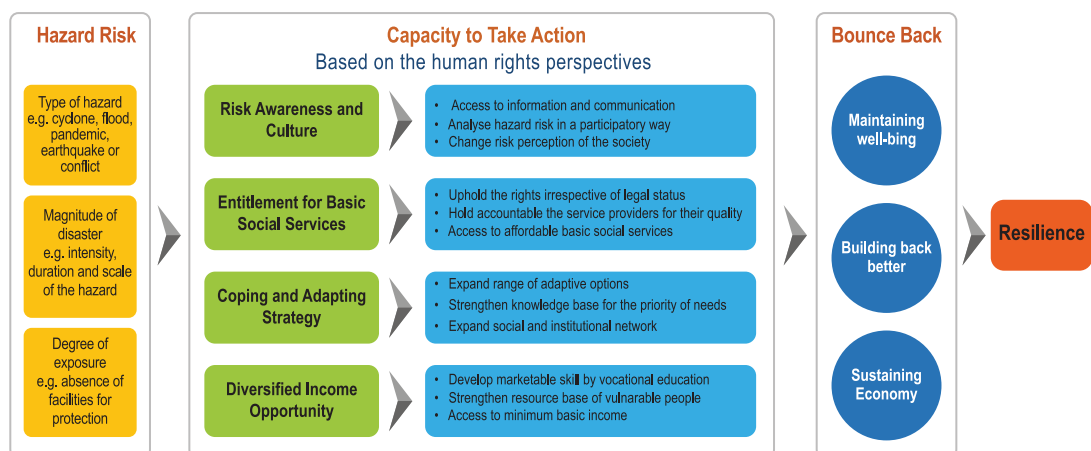 Hazard Risk
Type of hazard
e.g. cyclone, flood,
pandemic,
earthquake or
conflict
Magnitude of
disaster
e.g. intensity,
duration and scale
of the hazard
Degree of
exposure
e.g. absence of
facilities for
protection
Capacity to Take Action
Based on the human rights perspectives
Risk Awareness and
Culture
• Access to information and communication
• Analyse hazard risk in a participatory way
• Change risk perception of the society
Entitlement for Basic
Social Services
• Uphold the rights irrespective of legal status
• Hold accountable the service providers for their quality
• Access to affordable basic social services
Coping and Adapting
Strategy
• Expand range of adaptive options
• Strengthen knowledge base for the priority of needs
• Expand social and institutional network
Diversified Income
Opportunity
• Develop marketable skill by vocational education
• Strengthen resource base of vulnarable people
• Access to minimum basic income
Bounce Back
Maintaining
well-bing
Building back
better
Sustaining
Economy
Resilience